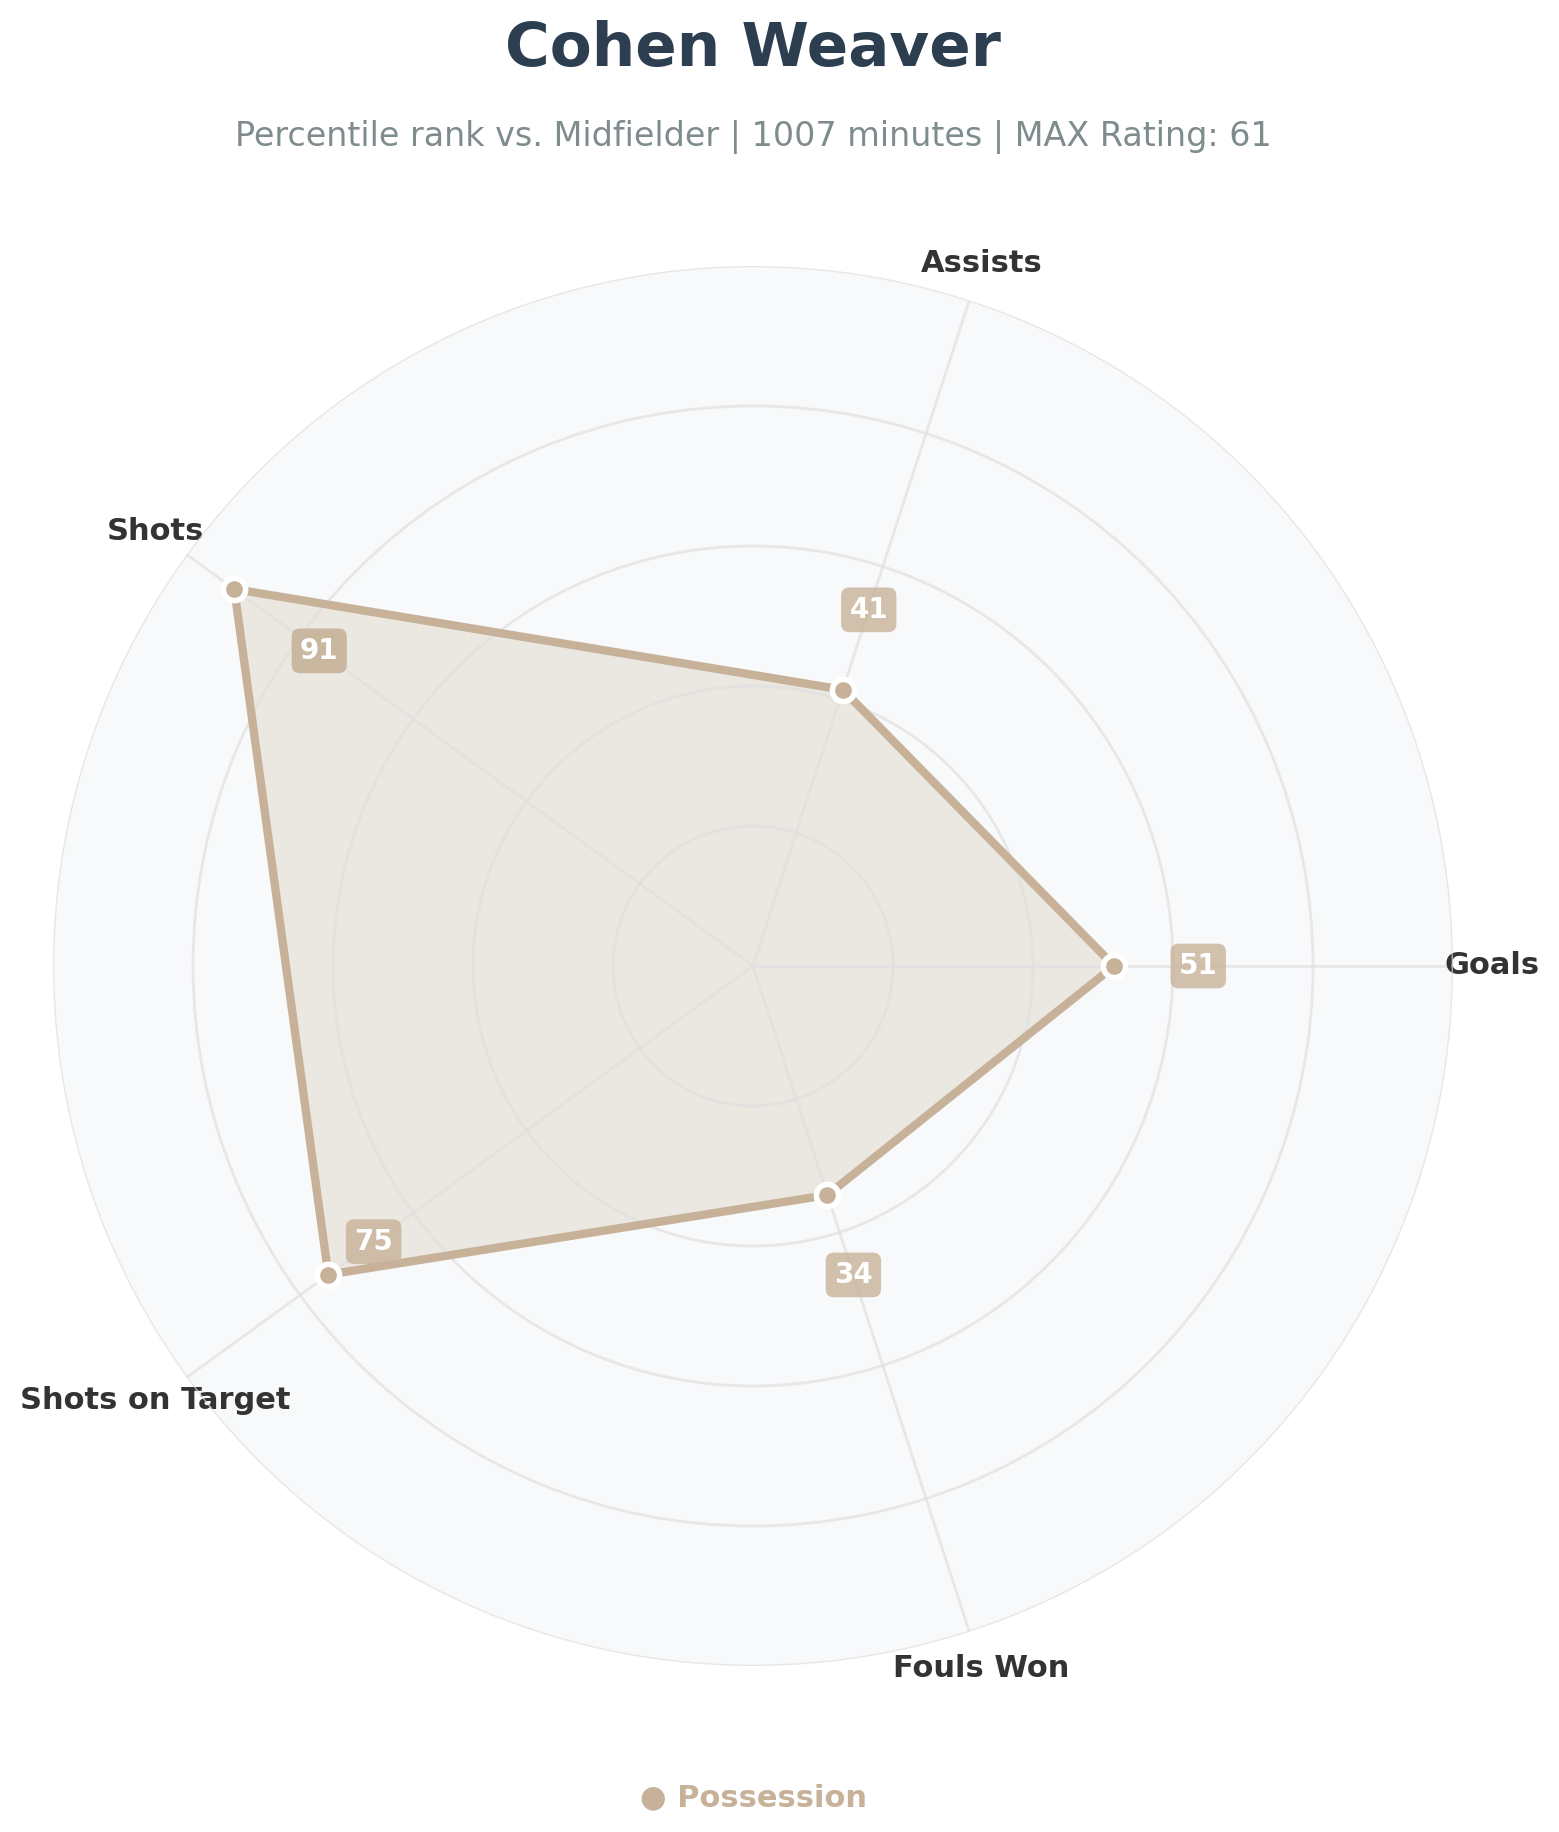 Cohen Weaver
Percentile rank vs. Midfielder | 1007 minutes | MAX Rating: 61
Assists
Shots
41
91
Goals
51
75
34
Shots on Target
Fouls Won
Possession